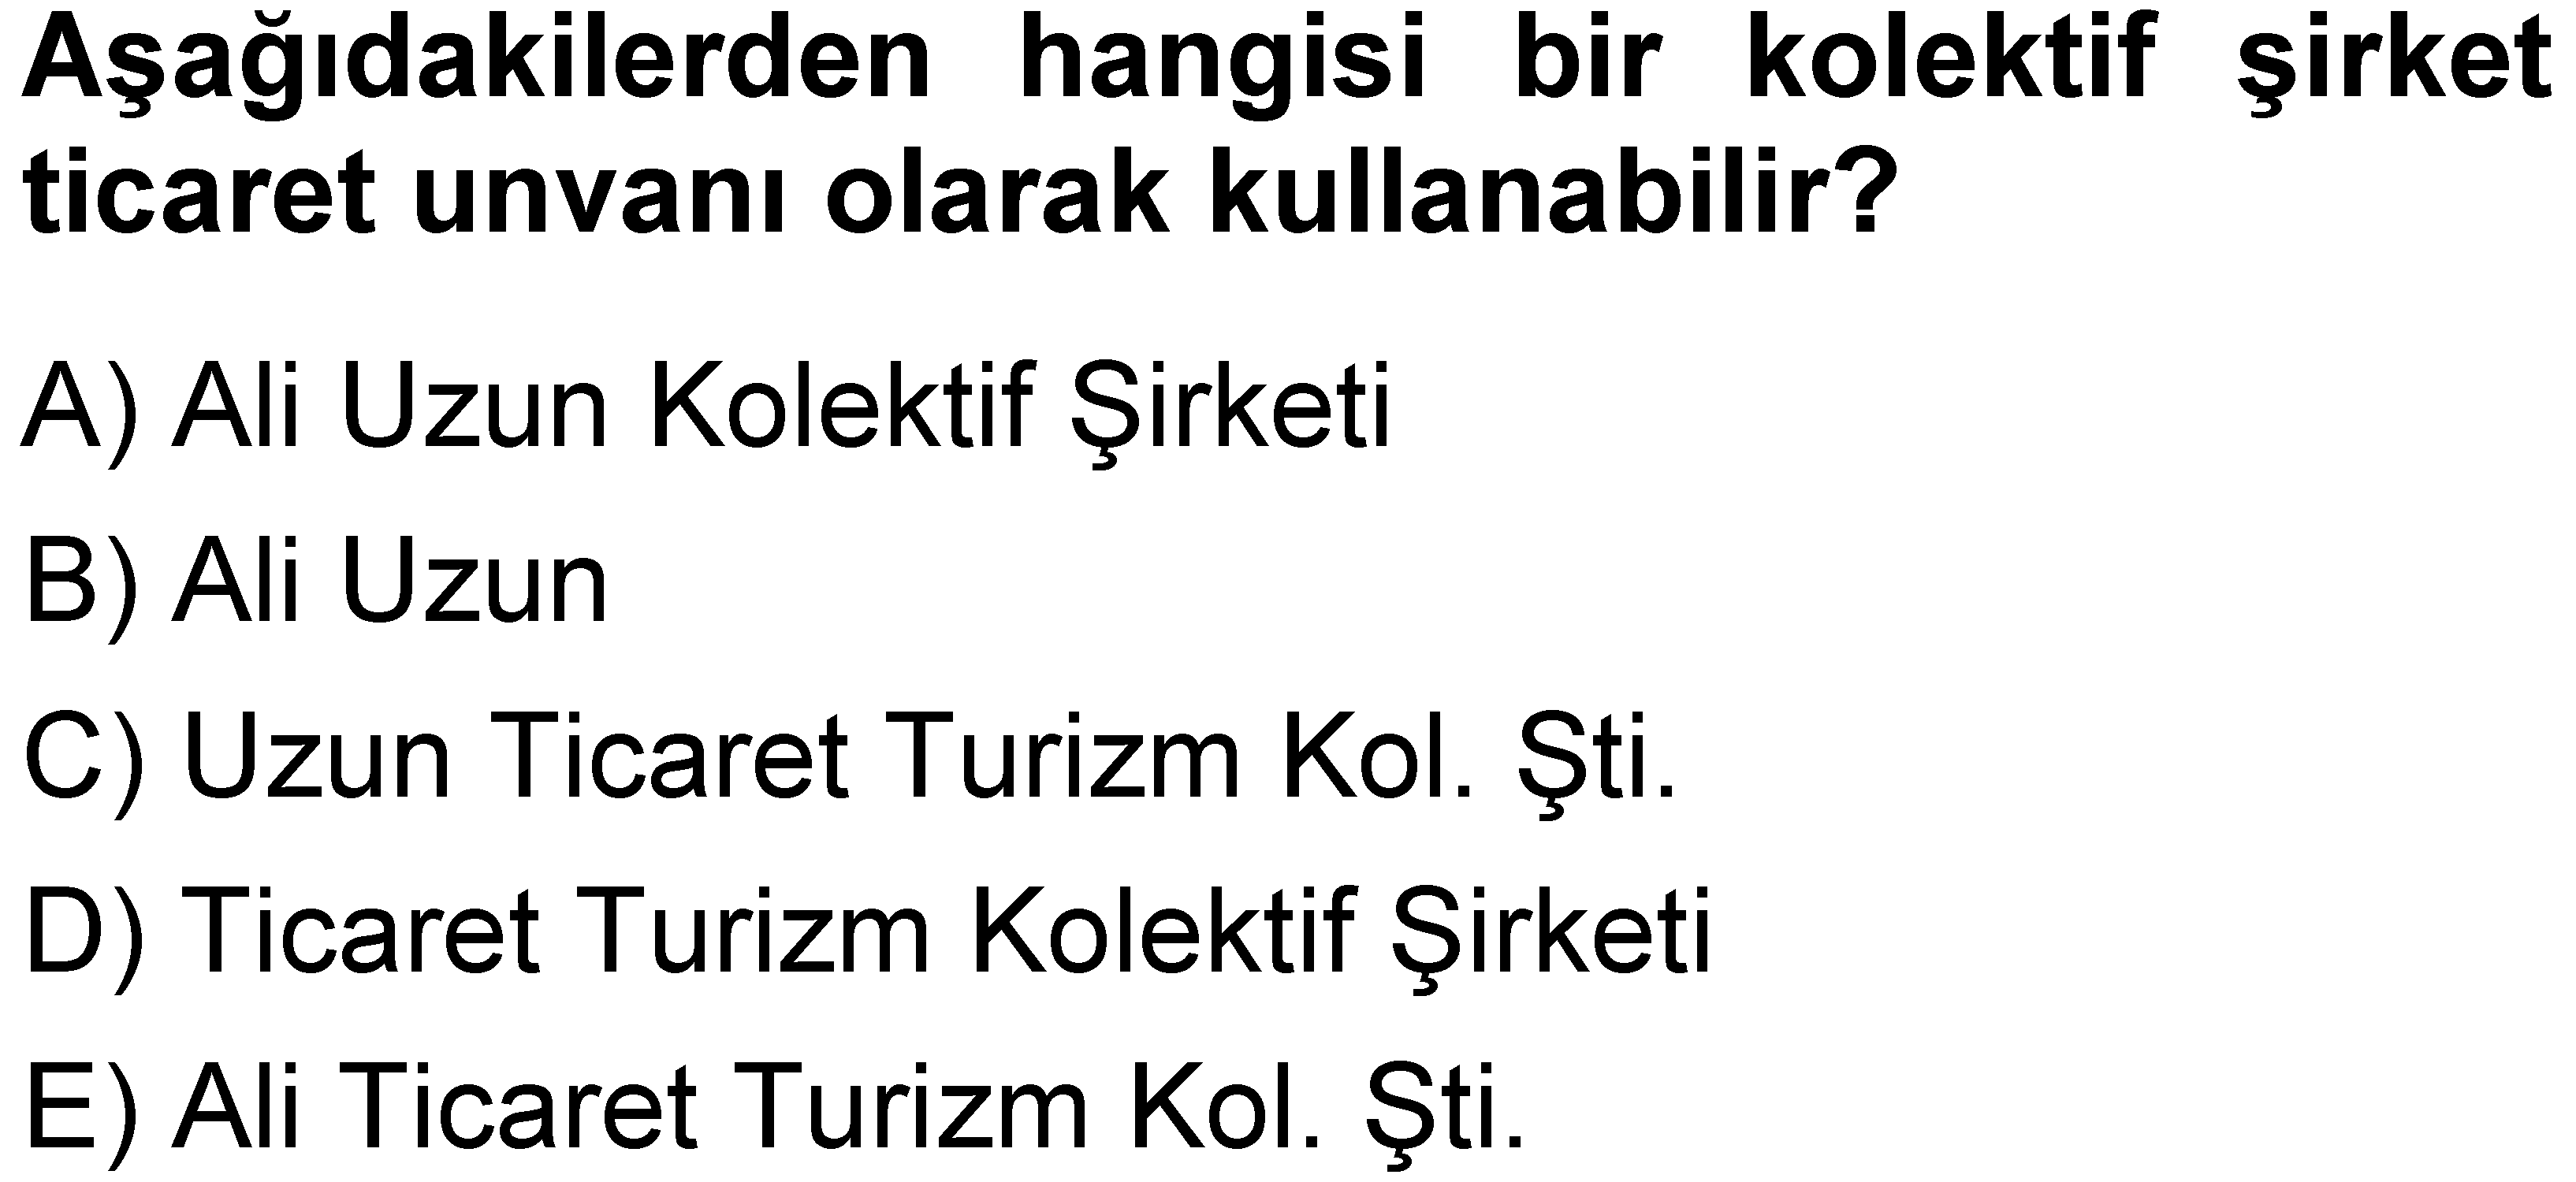 Aşağıdakilerden hangisi bir kolektif şirket
ticaret unvanı olarak kullanabilir?
A) Ali Uzun Kolektif Şirketi
B) Ali Uzun
C) Uzun Ticaret Turizm Kol. Şti.
D) Ticaret Turizm Kolektif Şirketi
E) Ali Ticaret Turizm Kol. Şti.